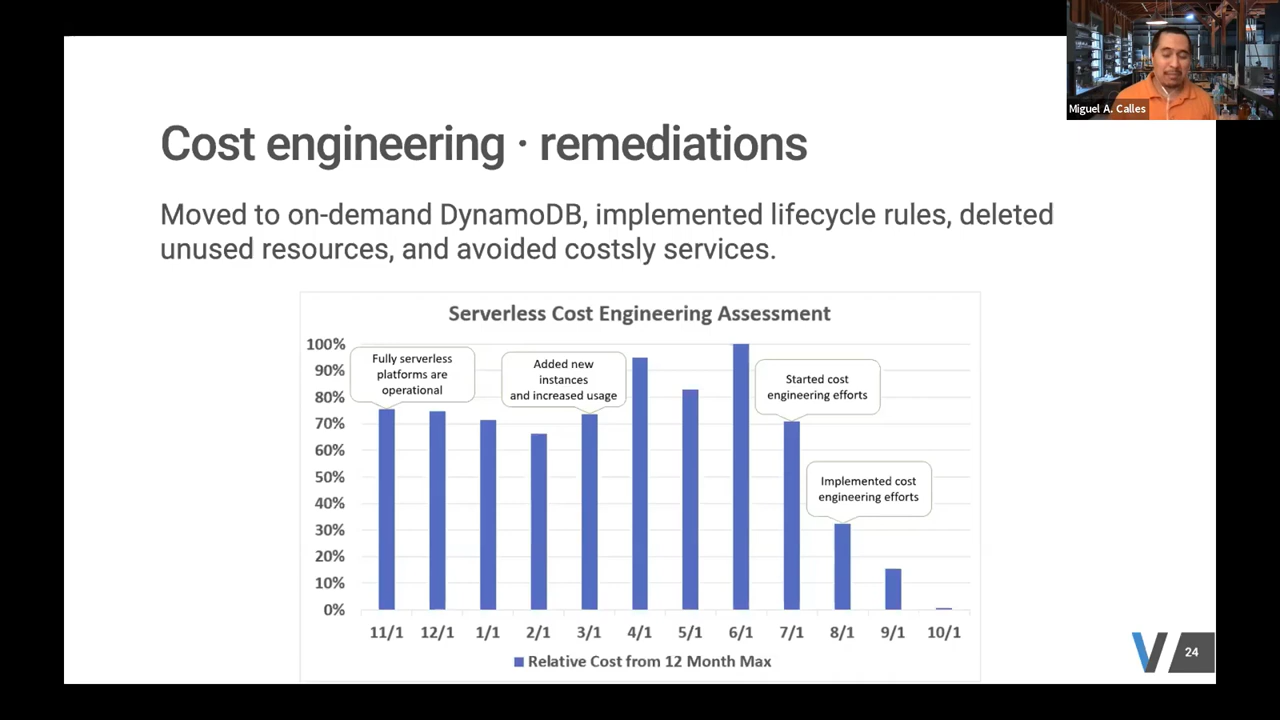 Miguel A. Calles
Cost engineering · remediations
Moved to on-demand DynamoDB, implemented lifecycle rules, deleted
unused resources, and avoided costsly services.
Serverless Cost Engineering Assessment
100%
90%
80%
70%
60%
50%
40%
30%
20%
10%
0%
Fully serverless
platforms are
operational
Added new
instances
and increased usage
Started cost
engineering efforts
Implemented cost
engineering efforts
11/1 12/1 1/1 2/1 3/1 4/1 5/1 6/1 7/1 8/1 9/1 10/1
Relative Cost from 12 Month Max
24